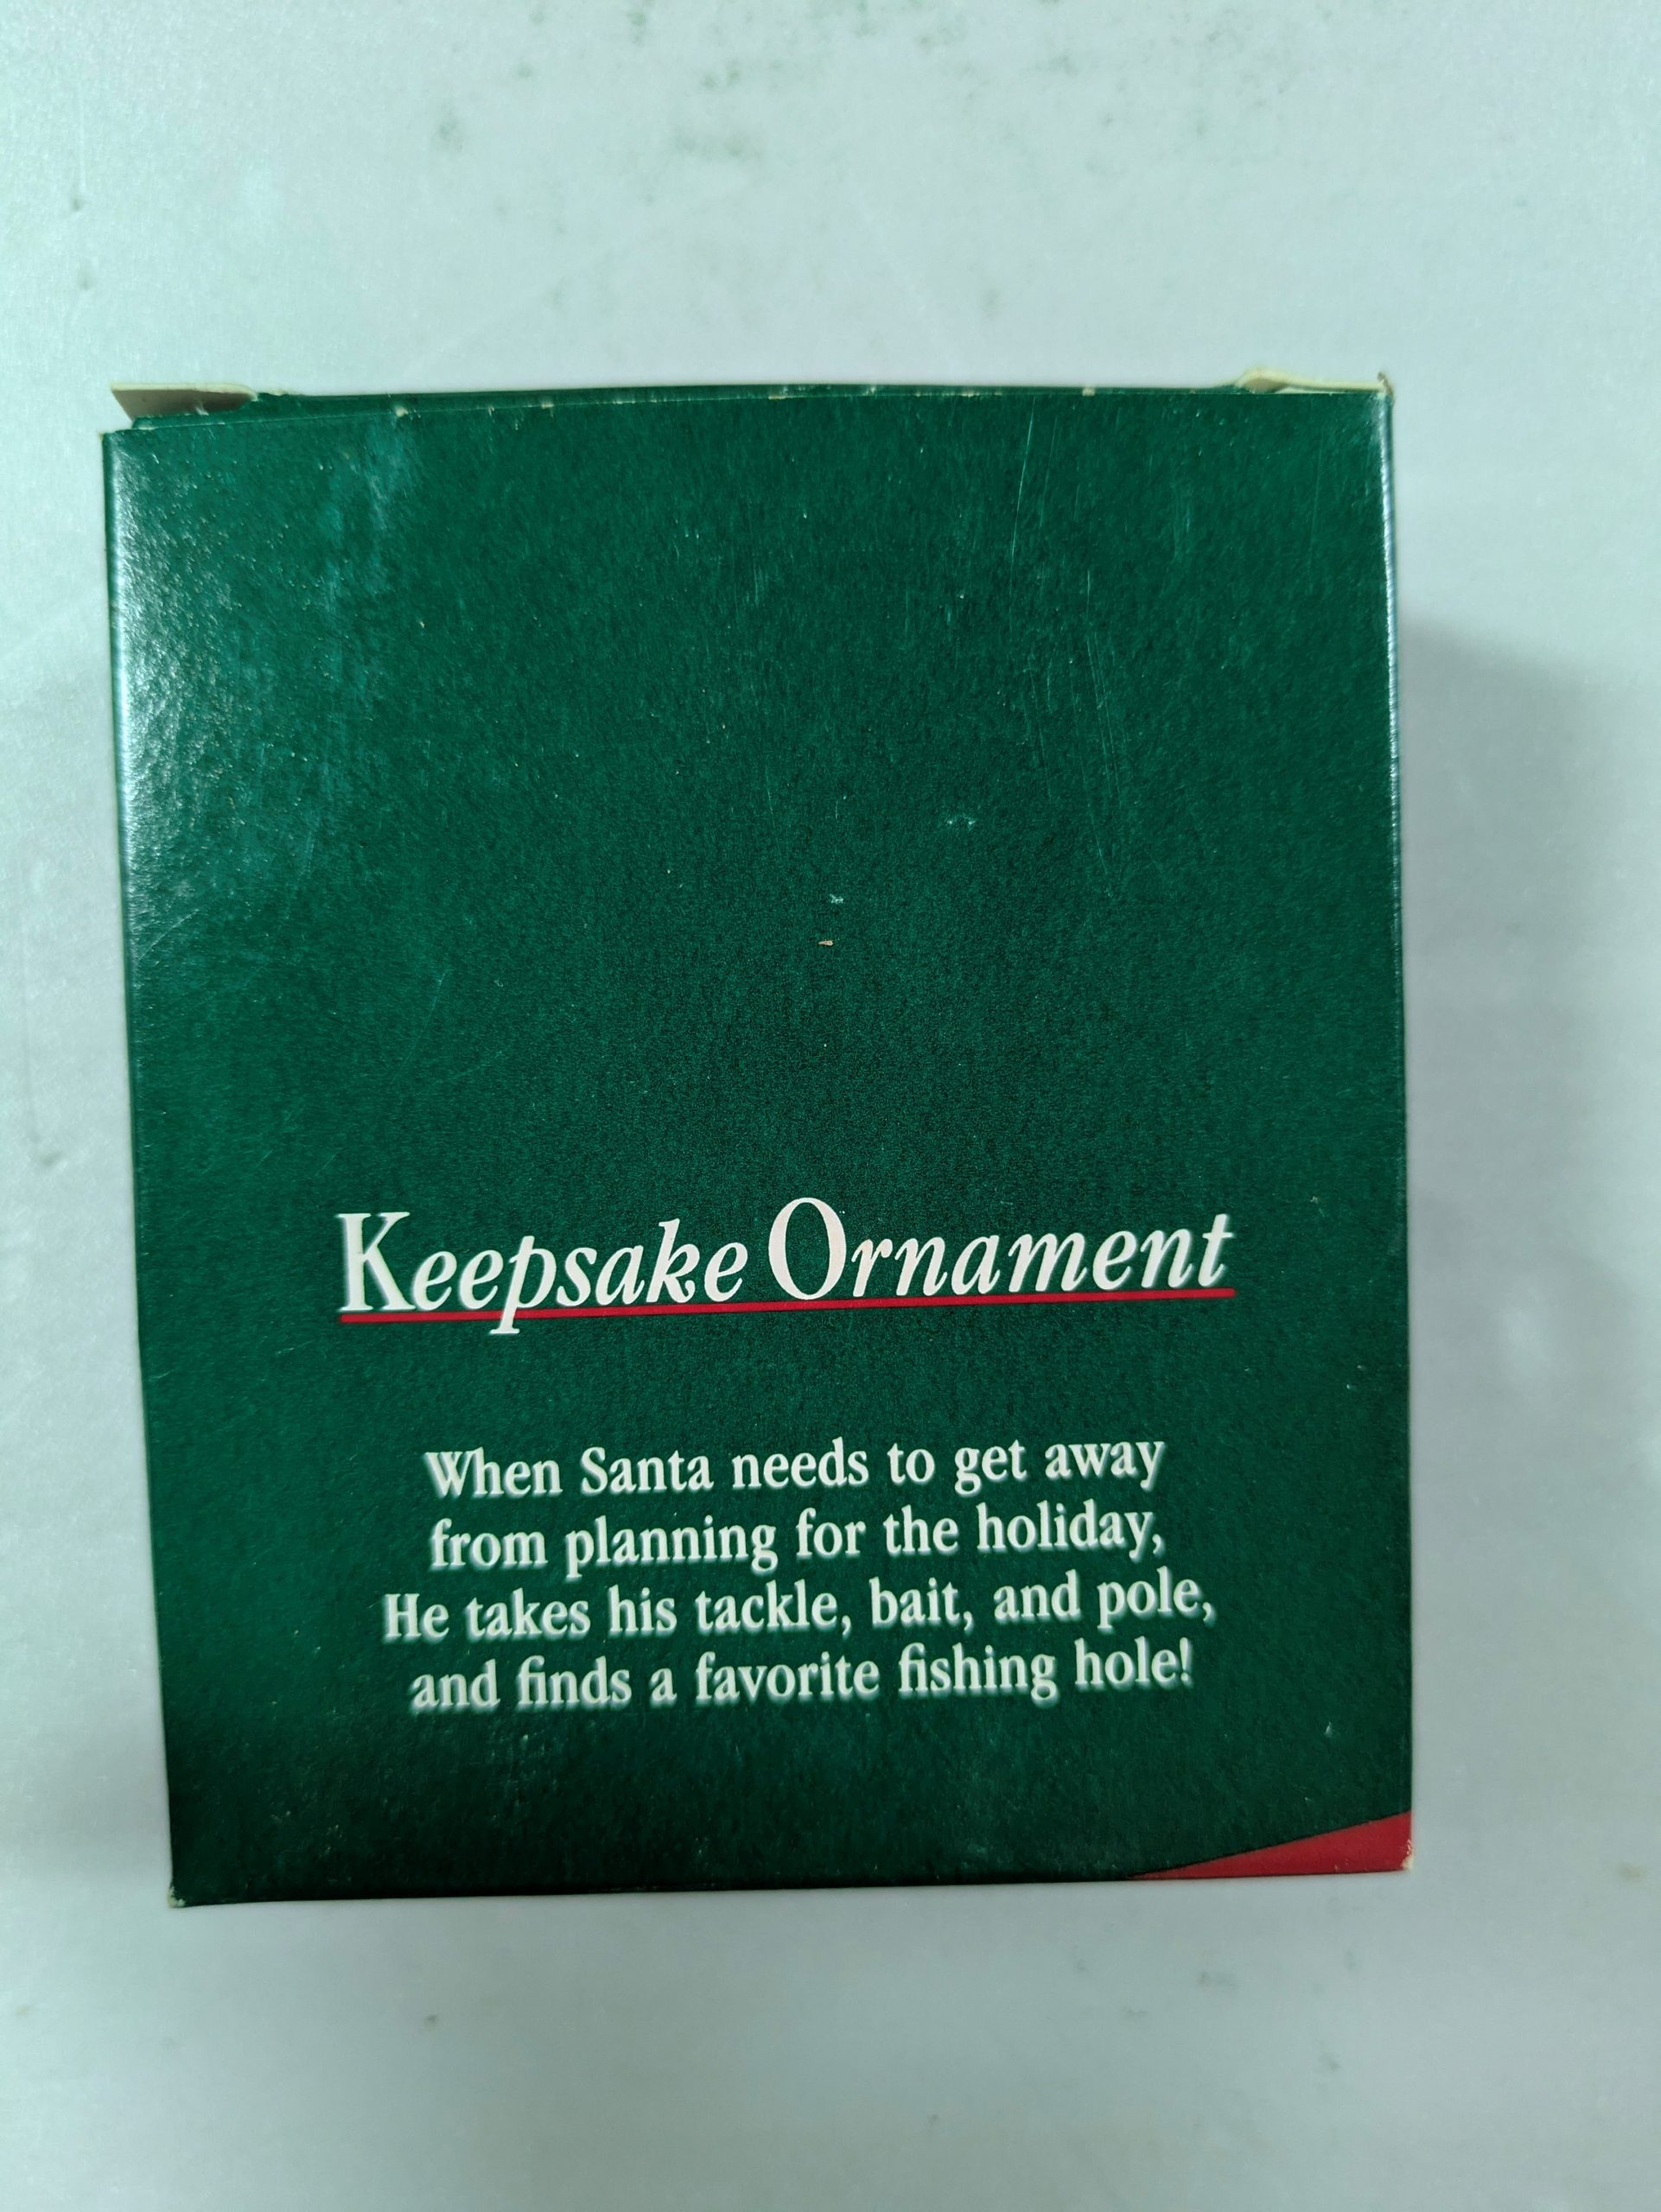 Keepsake Ornament
When Santa needs to get away
from planning for the holiday,
He takes his tackle, bait, and pole,
and finds a favorite fishing hole!